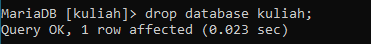 MariaDB [kuliah]> drop database kuliah;
Query OK, 1 row affected (0.023 sec)